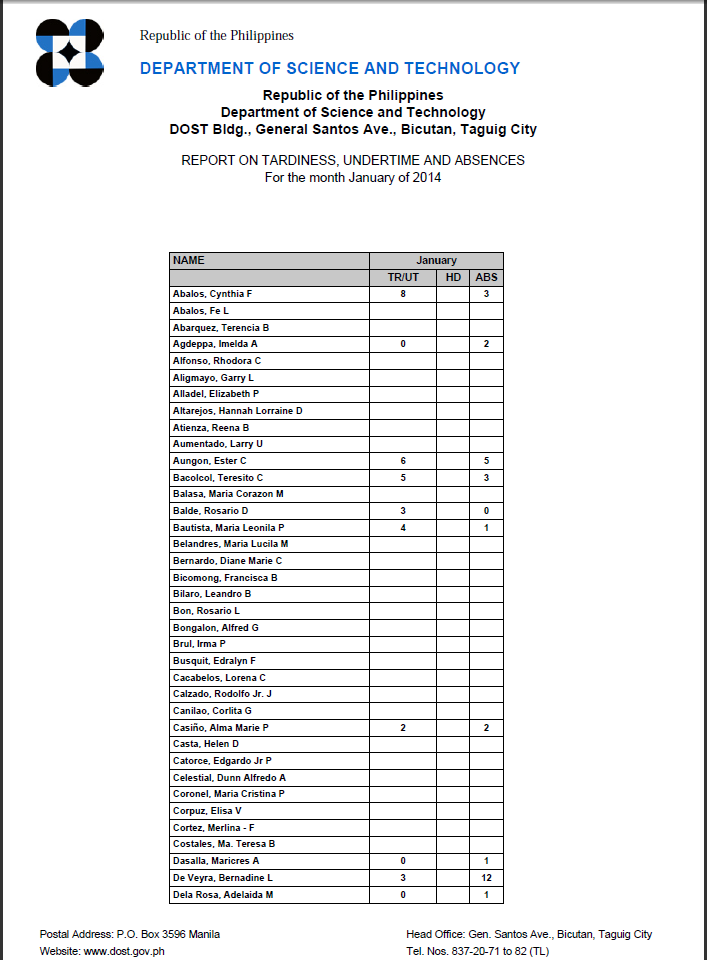 Republic of the Philippines
DEPARTMENT OF SCIENCE AND TECHNOLOGY
Republic of the Philippines
Department of Science and Technology
DOST Bldg., General Santos Ave., Bicutan, Taguig City
REPORT ON TARDINESS, UNDERTIME AND ABSENCES
For the month January of 2014
NAME January
TR/UT HD ABS
Abalos, Cynthia F 8 3
Abalos, Fe L
Abarquez, Terencia B
Agdeppa, Imelda A 0 2
Alfonso, Rhodora C
Aligmayo, Garry L
Alladel, Elizabeth P
Altarejos, Hannah Lorraine D
Atienza, Reena B
Aumentado, Larry U
Aungon, Ester C 6 5
Bacolcol, Teresito C 5 3
Balasa, Maria Corazon M
Balde, Rosario D 3 0
Bautista, Maria Leonila P 4 1
Belandres, Maria Lucila M
Bernardo, Diane Marie C
Bicomong, Francisca B
Bilaro, Leandro B
Bon, Rosario L
Bongalon, Alfred G
Brul, Irma P
Busquit, Edralyn F
Cacabelos, Lorena C
Calzado, Rodolfo Jr. J
Canilao, Corlita G
Casiño, Alma Marie P 2 2
Casta, Helen D
Catorce, Edgardo Jr P
Celestial, Dunn Alfredo A
Coronel, Maria Cristina P
Corpuz, Elisa V
Cortez, Merlina - F
Costales, Ma. Teresa B
Dasalla, Maricres A 0 1
De Veyra, Bernadine L 3 12
Dela Rosa, Adelaida M 0 1
Postal Address: P.O. Box 3596 Manila Head Office: Gen. Santos Ave., Bicutan, Taguig City
Website: www.dost.gov.ph Tel. Nos. 837-20-71 to 82 (TL)